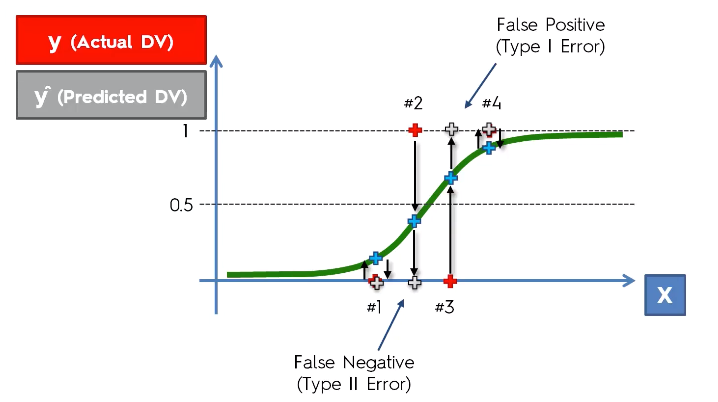 y (Actual DV)
ŷ (Predicted DV)
False Positive
(Type I Error)
#2
#4
1
0.5
#1
#3
X
False Negative
(Type II Error)